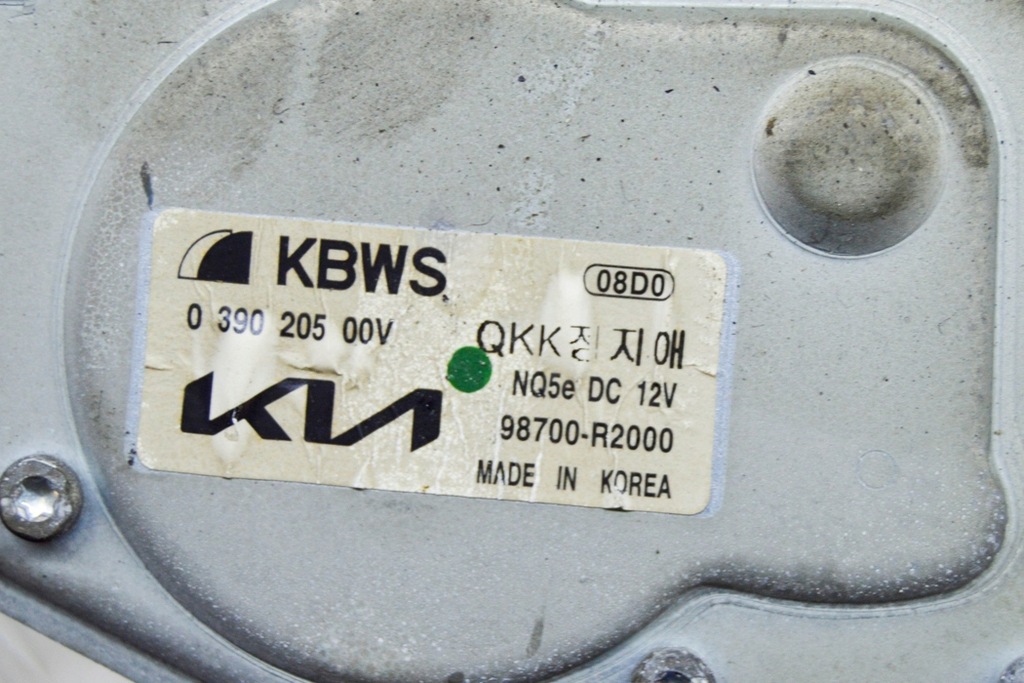 KBWS
08D0
0 390 205 00V
QKK정지애
KIA
NQ5e DC 12V
98700-R2000
MADE IN KOREA